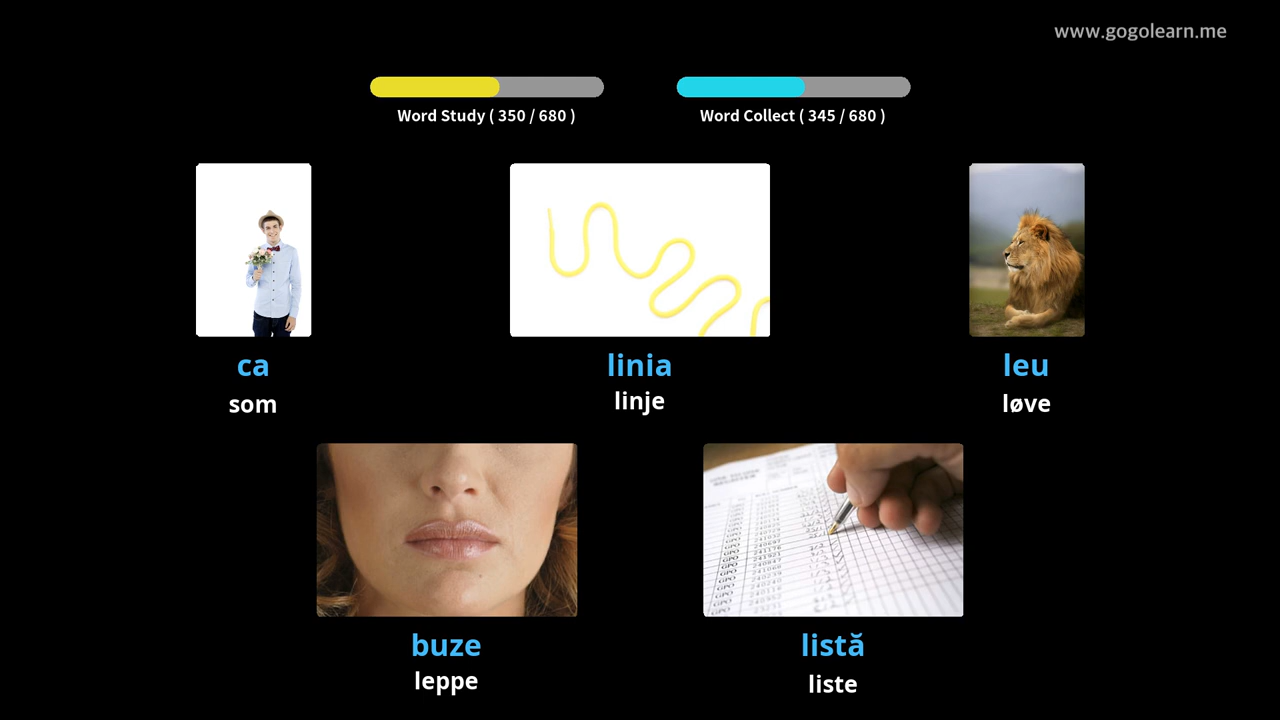 www.gogolearn.me
Word Study ( 350 / 680 )
Word Collect ( 345 / 680 )
ca
som
linia
linje
leu
løve
buze
leppe
listă
liste